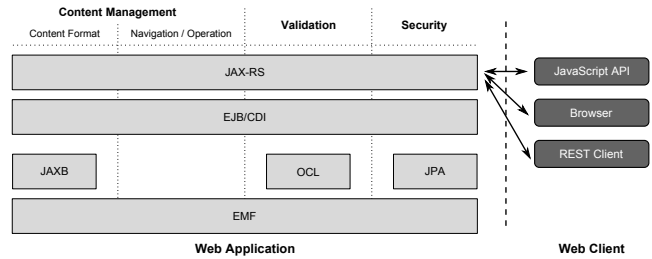 Content Management
Content Format
Navigation / Operation
Validation
Security
JAX-RS
EJB/CDI
JAXB
OCL
JPA
EMF
Web Application
JavaScript API
Browser
REST Client
Web Client